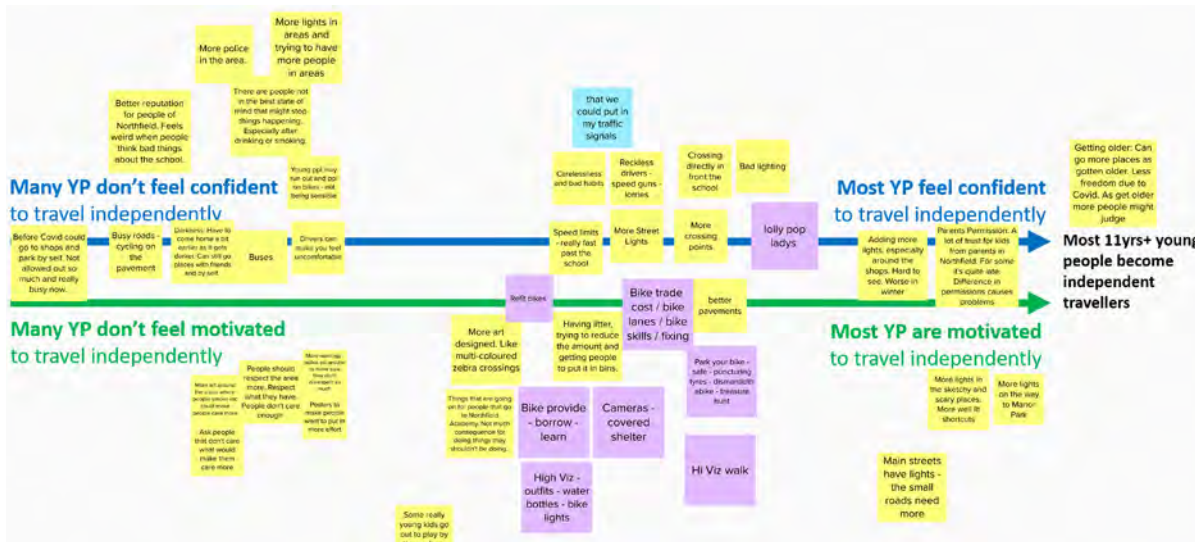 More lights in
areas and
trying to have
more people
in areas
More police
in the area.
Better reputation
for people of
Northfield. Feels
weird when people
think bad things
about the school.
There are people not
in the best state of
mind that might stop
things happening.
Especially after
drinking or smoking.
Young ppl may
run out and ppl
on bikes - not
being sensible
that we
could put in
my traffic
signals
Carelessness
and bad habits
Reckless
drivers -
speed guns -
Crossing
directly in
front the
school
Bad lighting
Getting older: Can
go more places as
gotten older. Less
freedom due to
Covid. As get older
more people might
judge
Many YP don't feel confident
to travel independently
Most YP feel confident
to travel independently
Before Covid could
go to shops and
park by self. Not
allowed out so
much and really
busy now.
Busy roads -
cycling on
the
pavement
Darkness: Have to
come home a bit
earlier as it gets
darker. Can still go
places with friends
and by self
Buses
Drivers can
make you feel
uncomfortable
Speed limits
- really fast
past the
school
More Street
Lights
More
crossing
points
lolly pop
ladys
Adding more
lights, especially
around the
shops. Hard to
see. Worse in
winter
Parents Permission: A
lot of trust for kids
from parents in
Northfield. For some
it's quite late.
Difference in
permissions causes
problems
Most 11yrs+ young
people become
independent
travellers
Many YP don't feel motivated
to travel independently
Most YP are motivated
to travel independently
Refit bikes
Bike trade
cost / bike
lanes / bike
skills / fixing
better
pavements
More art
designed. Like
multi-coloured
zebra crossings
Having litter,
trying to reduce
the amount and
getting people
to put it in bins.
Park your bike -
safe - puncturing
tyres - dismantle
abike - treasure
hunt
People should
respect the area
more. Respect
what they have.
People don't care
enough
Posters to
make people
want to put in
more effort
Ask people
that don't care
what would
make them
care more
Things that are going
on for people that go to
Northfield Academy. Not much
consequence for
doing things they
shouldn't be doing.
Bike provide
- borrow -
learn
Cameras -
covered
shelter
Hi Viz walk
High Viz -
outfits - water
bottles - bike
lights
More lights in
the sketchy and
scary places.
More well lit
shortcuts
More lights
on the way
to Manor
Park
Main streets
have lights -
the small
roads need
more
Some really
young kids go
out to play by